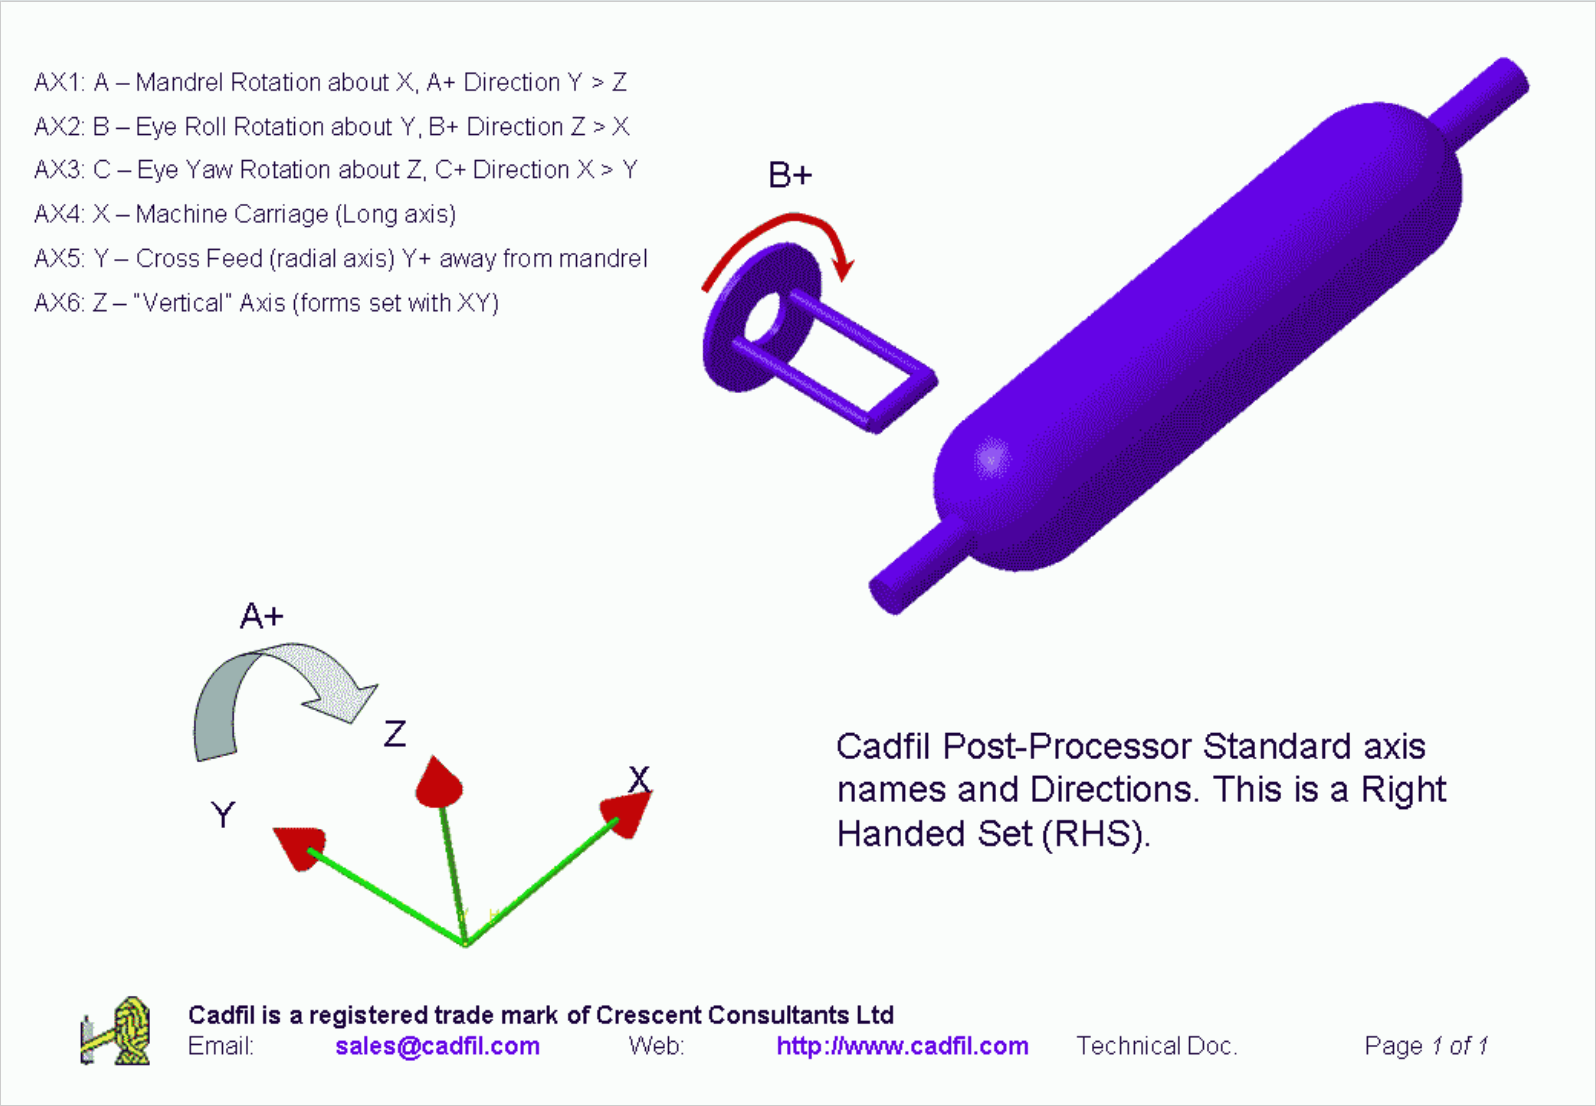 AX1: A – Mandrel Rotation about X, A+ Direction Y > Z
AX2: B – Eye Roll Rotation about Y, B+ Direction Z > X
AX3: C – Eye Yaw Rotation about Z, C+ Direction X > Y
AX4: X – Machine Carriage (Long axis)
AX5: Y – Cross Feed (radial axis) Y+ away from mandrel
AX6: Z – "Vertical" Axis (forms set with XY)
B+
A+
Z
X
Y
Cadfil Post-Processor Standard axis
names and Directions. This is a Right
Handed Set (RHS).
Cadfil is a registered trade mark of Crescent Consultants Ltd
Email: sales@cadfil.com Web: http://www.cadfil.com Technical Doc. Page 1 of 1